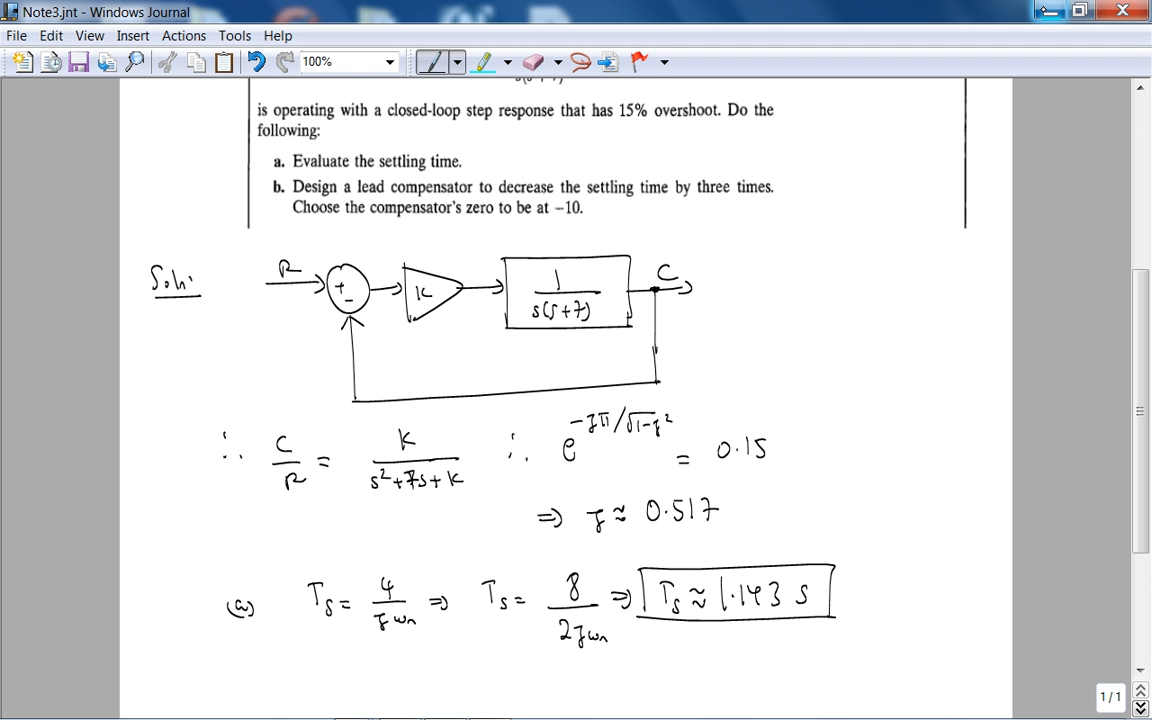 Note3.jnt - Windows Journal
File Edit View Insert Actions Tools Help
100%
is operating with a closed-loop step response that has 15% overshoot. Do the
following:
a. Evaluate the settling time.
b. Design a lead compensator to decrease the settling time by three times.
Choose the compensator's zero to be at −10.
Soln: R + - K 1/s(s+7) C
∴ C/R = K/(s²+7s+K) ∴ e^(-ζπ/√1-ζ²) = 0.15
⇒ ζ ≈ 0.517
(a) Ts = 4/ζωn ⇒ Ts = 8/2ζωn ⇒ Ts ≈ 1.143 s
1 / 1